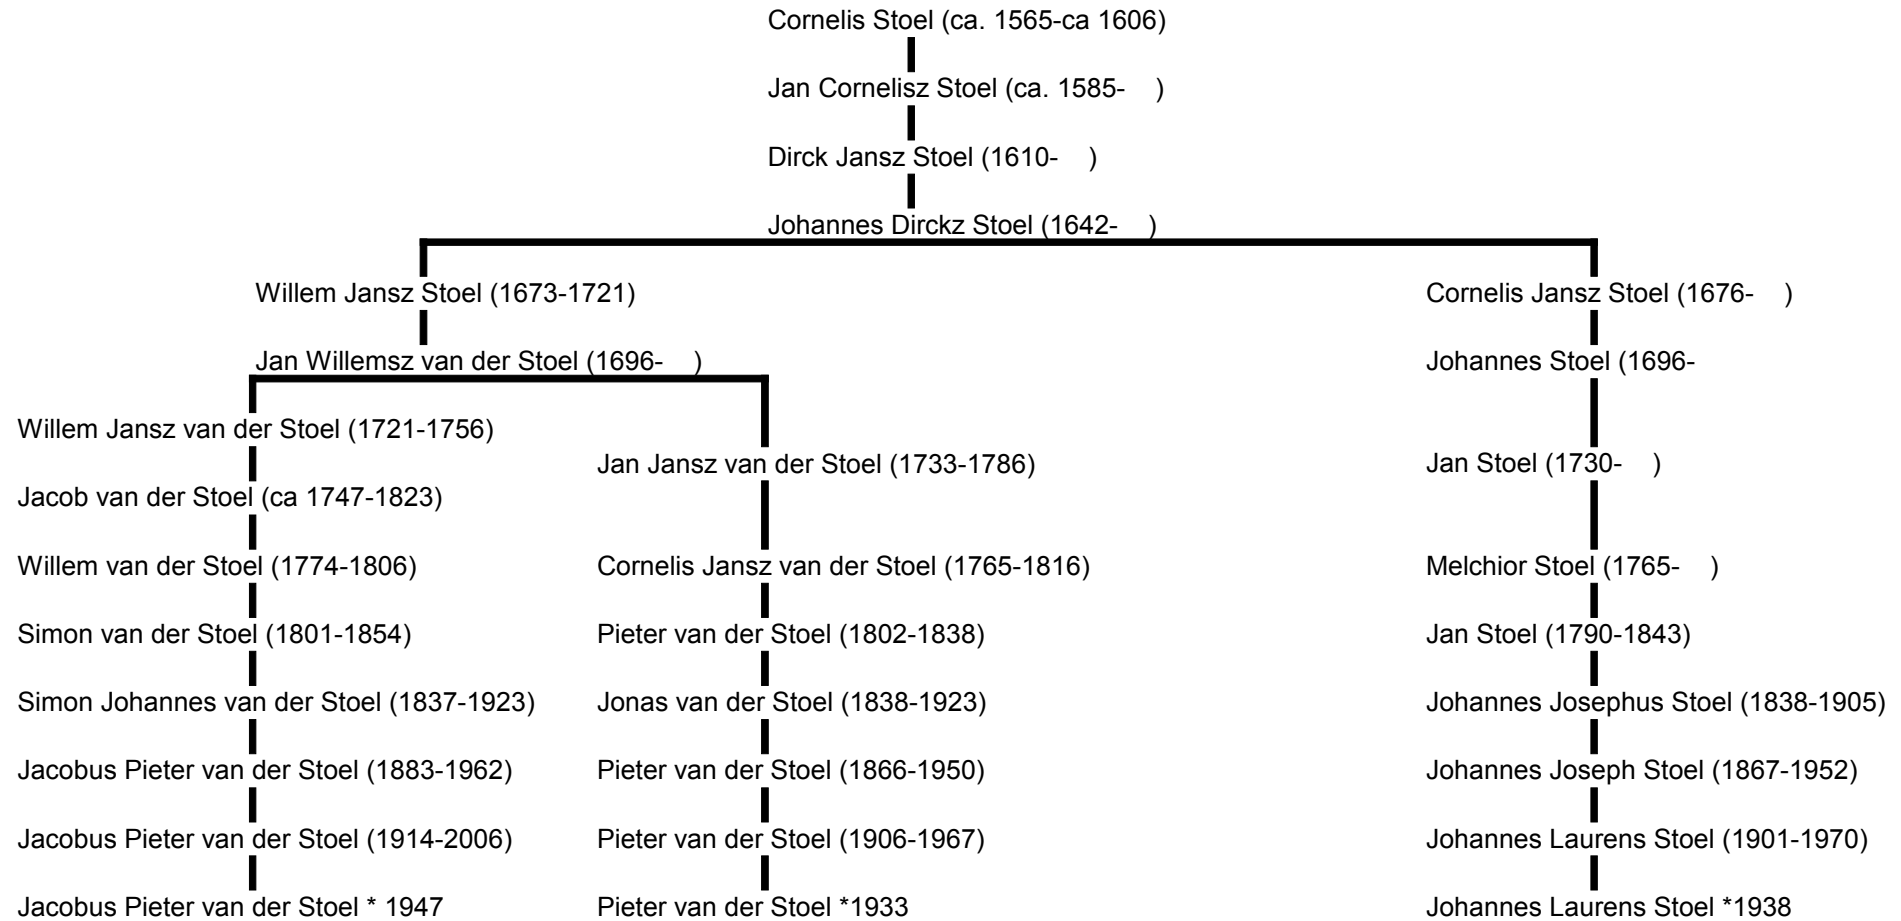 Cornelis Stoel (ca. 1565-ca 1606)
Jan Cornelisz Stoel (ca. 1585-    )
Dirck Jansz Stoel (1610-    )
Johannes Dirckz Stoel (1642-    )
Willem Jansz Stoel (1673-1721)
Cornelis Jansz Stoel (1676-    )
Jan Willemsz van der Stoel (1696-    )
Johannes Stoel (1696-
Willem Jansz van der Stoel (1721-1756)
Jan Jansz van der Stoel (1733-1786)
Jan Stoel (1730-    )
Jacob van der Stoel (ca 1747-1823)
Willem van der Stoel (1774-1806)
Cornelis Jansz van der Stoel (1765-1816)
Melchior Stoel (1765-    )
Simon van der Stoel (1801-1854)
Pieter van der Stoel (1802-1838)
Jan Stoel (1790-1843)
Simon Johannes van der Stoel (1837-1923)
Jonas van der Stoel (1838-1923)
Johannes Josephus Stoel (1838-1905)
Jacobus Pieter van der Stoel (1883-1962)
Pieter van der Stoel (1866-1950)
Johannes Joseph Stoel (1867-1952)
Jacobus Pieter van der Stoel (1914-2006)
Pieter van der Stoel (1906-1967)
Johannes Laurens Stoel (1901-1970)
Jacobus Pieter van der Stoel * 1947
Pieter van der Stoel *1933
Johannes Laurens Stoel *1938